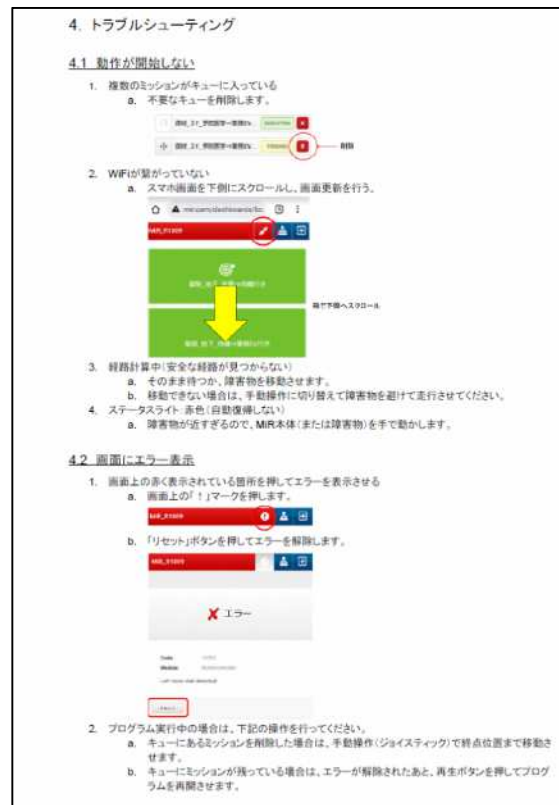 4. トラブルシューティング
4.1 動作が開始しない
1. 複数のミッションがキューに入っている
a. 不要なキューを削除します。
削除
2. WiFiが繋がっていない
a. スマホ画面を下側にスクロールし、画面更新を行う。
MiR_R1009
指で下側へスクロール
3. 経路計算中(安全な経路が見つからない)
a. そのまま待つか、障害物を移動させます。
b. 移動できない場合は、手動操作に切り替えて障害物を避けて走行させてください。
4. ステータスライト:赤色(自動復帰しない)
a. 障害物が近すぎるので、MiR本体(または障害物)を手で動かします。
4.2 画面にエラー表示
1. 画面上の赤く表示されている箇所を押してエラーを表示させる
a. 画面上の「！」マークを押します。
b. 「リセット」ボタンを押してエラーを解除します。
エラー
Code
Module
2. プログラム実行中の場合は、下記の操作を行ってください。
a. キューにあるミッションを削除した場合は、手動操作(ジョイスティック)で終点位置まで移動さ
せます。
b. キューにミッションが残っている場合は、エラーが解除されたあと、再生ボタンを押してプログ
ラムを再開させます。